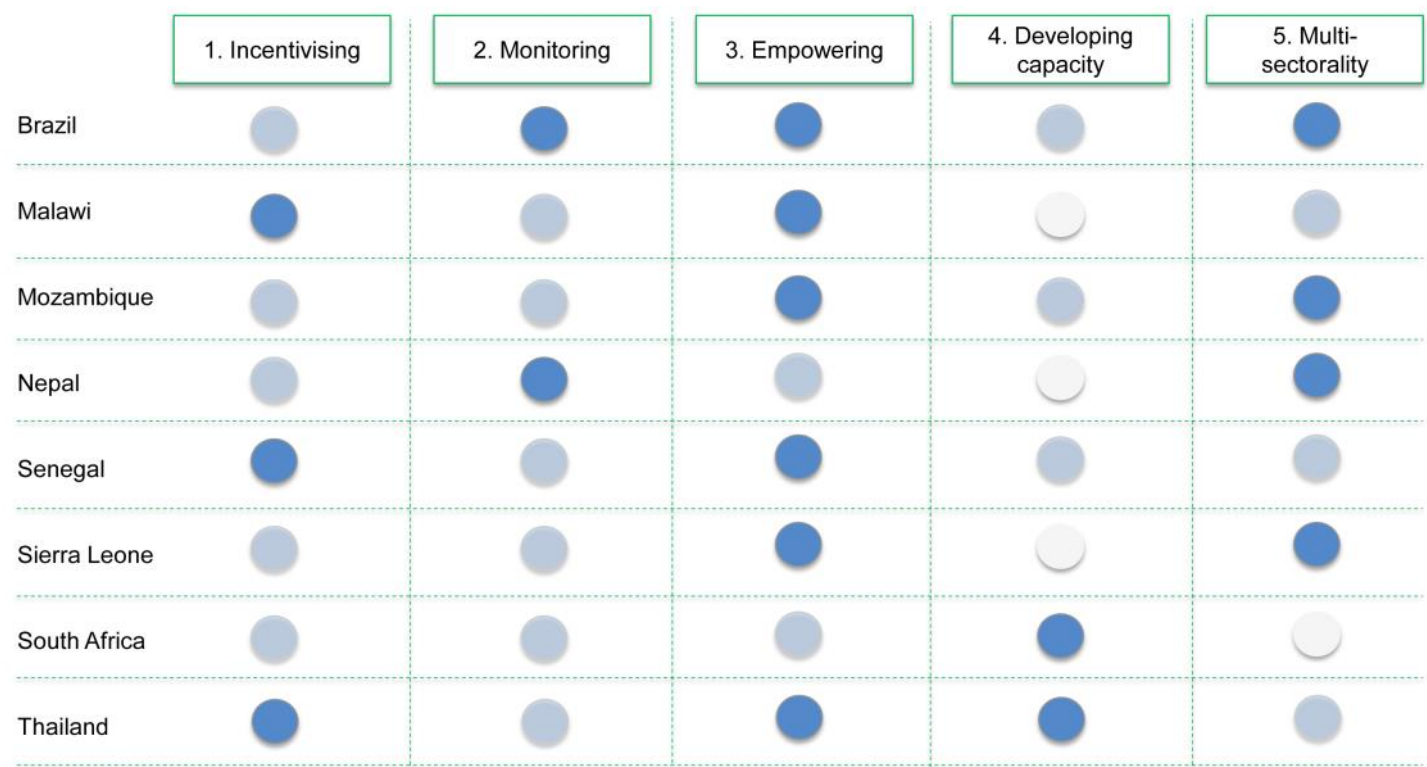 1. Incentivising
2. Monitoring
3. Empowering
4. Developing
capacity
5. Multi-
sectorality
Brazil
Malawi
Mozambique
Nepal
Senegal
Sierra Leone
South Africa
Thailand